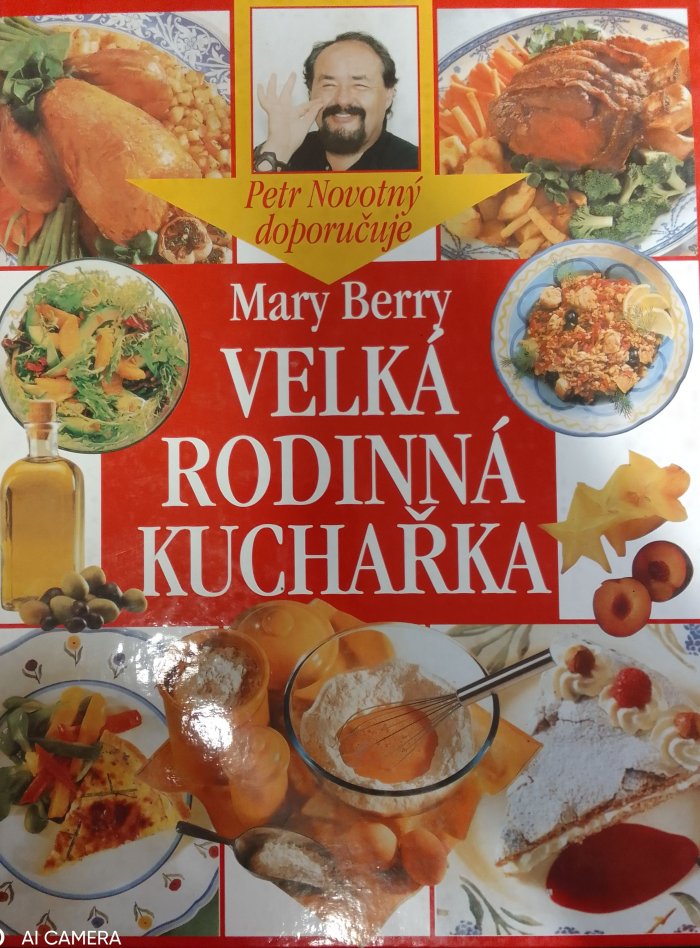 Petr Novotný
doporučuje
Mary Berry
VELKÁ
RODINNÁ
KUCHAŘKA
AI CAMERA